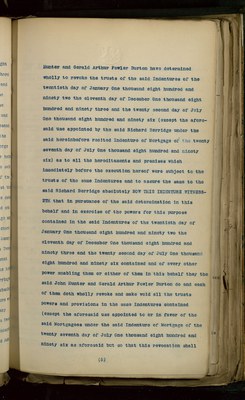 Hunter and Gerald Arthur Fowler Burton have determined
wholly to revoke the trusts of the said Indentures of the
twentieth day of January One thousand eight hundred and
ninety two the eleventh day of December One thousand eight
hundred and ninety three and the twenty second day of July
One thousand eight hundred and ninety six (except the afore-
said use appointed by the said Richard Gorridge under the
said hereinbefore recited Indenture of Mortgage of the twenty
seventh day of July One thousand eight hundred and ninety
six) as to all the hereditaments and premises which
immediately before the execution hereof were subject to the
trusts of the same Indentures and to assure the same to the
said Richard Gorridge absolutely NOW THIS INDENTURE WITNESS-
ETH that in pursuance of the said determination in this
behalf and in exercise of the powers for this purpose
contained in the said Indentures of the twentieth day of
January One thousand eight hundred and ninety two the
eleventh day of December One thousand eight hundred and
ninety three and the twenty second day of July One thousand
eight hundred and ninety six contained and of every other
power enabling them or either of them in this behalf they the
said John Hunter and Gerald Arthur Fowler Burton do and each
of them doth wholly revoke and make void all the trusts
powers and provisions in the same Indentures contained
(except the aforesaid use appointed to or in favor of the
said Mortgagees under the said Indenture of Mortgage of the
twenty seventh day of July One thousand eight hundred and
ninety six as aforesaid but so that this revocation shall